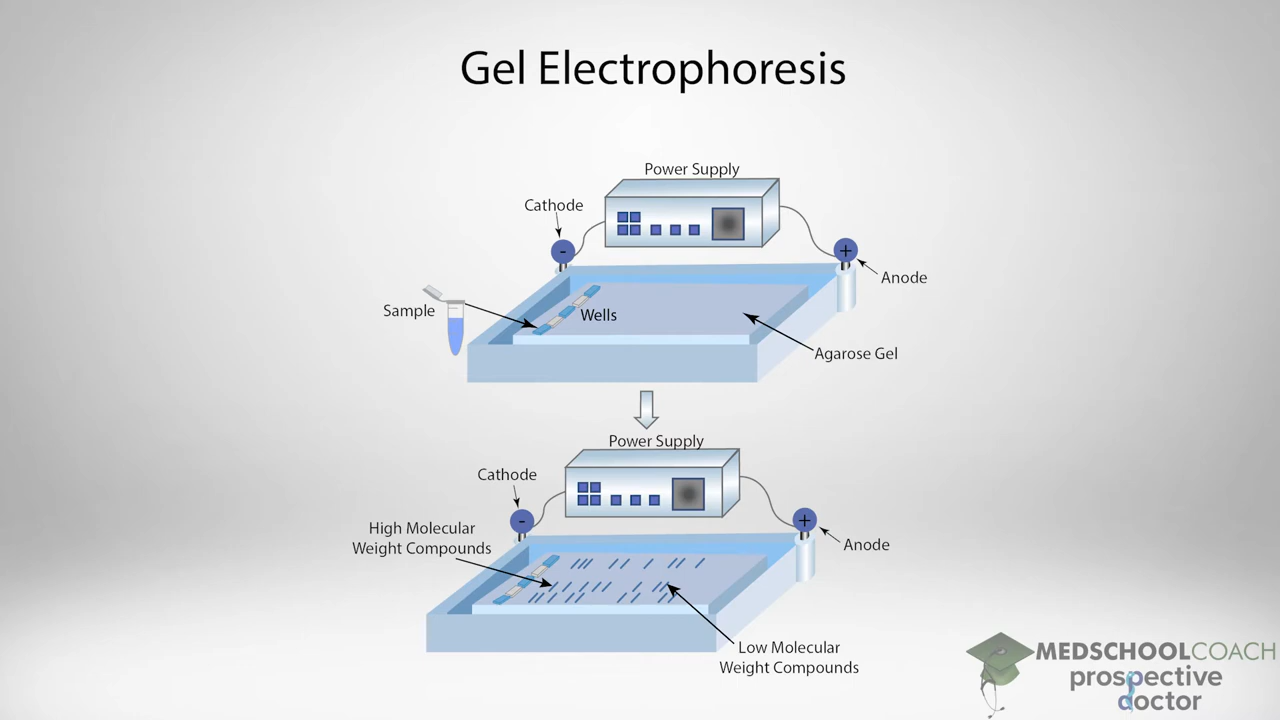 Gel Electrophoresis
Power Supply
Cathode
-
+
Anode
Sample
Wells
Agarose Gel
Power Supply
Cathode
-
+
Anode
High Molecular
Weight Compounds
Low Molecular
Weight Compounds
MEDSCHOOLCOACH
prospective
doctor